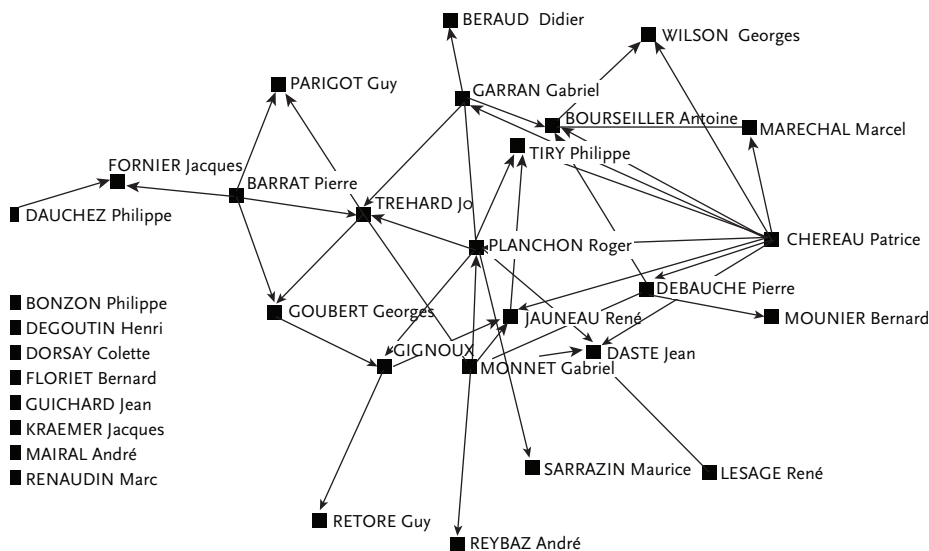 BERAUD Didier
WILSON Georges
PARIGOT Guy
GARRAN Gabriel
BOURSEILLER Antoine
MARECHAL Marcel
TIRY Philippe
FORNIER Jacques
BARRAT Pierre
TREHARD Jo
DAUCHEZ Philippe
PLANCHON Roger
CHEREAU Patrice
DEBAUCHE Pierre
BONZON Philippe
GOUBERT Georges
JAUNEAU René
MOUNIER Bernard
DEGOUTIN Henri
DORSAY Colette
GIGNOUX
DASTE Jean
MONNET Gabriel
FLORIET Bernard
GUICHARD Jean
KRAEMER Jacques
MAIRAL André
RENAUDIN Marc
SARRAZIN Maurice
LESAGE René
RETORE Guy
REYBAZ André